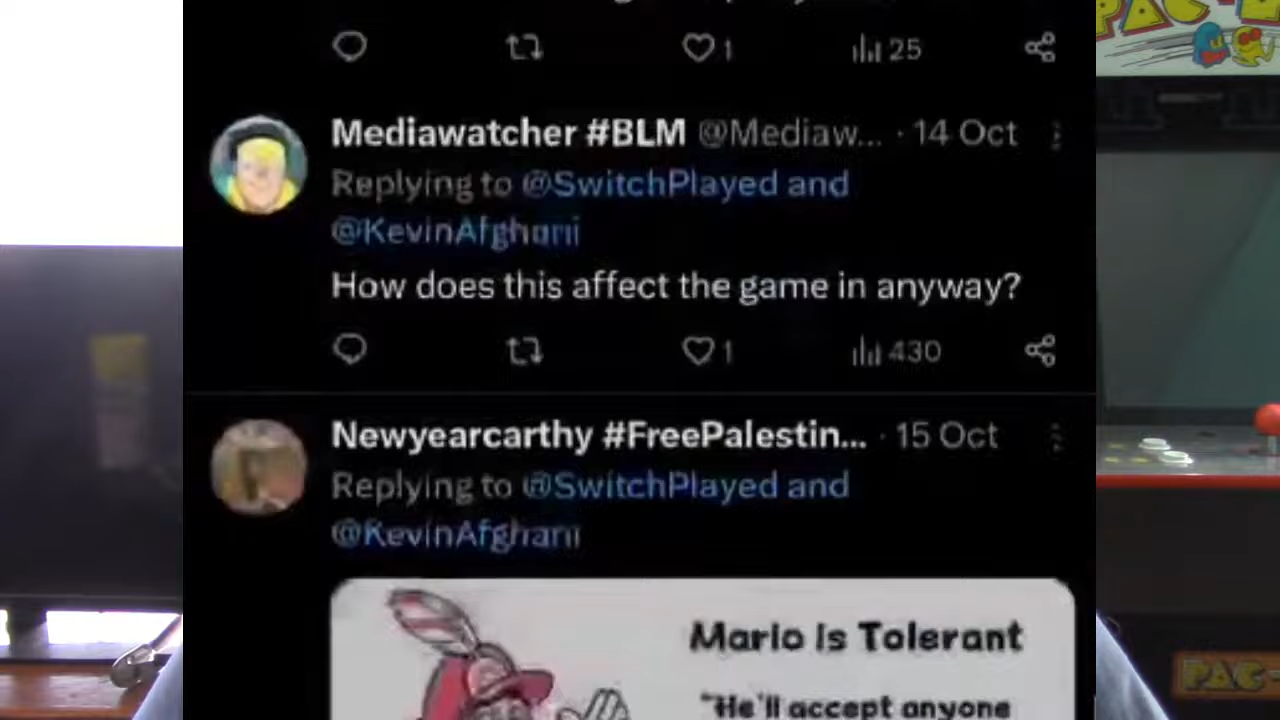 1
25
Mediawatcher #BLM @Mediaw... · 14 Oct
Replying to @SwitchPlayed and
@KevinAfghani
How does this affect the game in anyway?
1
430
Newyearcarthy #FreePalestin... · 15 Oct
Replying to @SwitchPlayed and
@KevinAfghani
Mario is Tolerant
"He'll accept anyone
PAC-